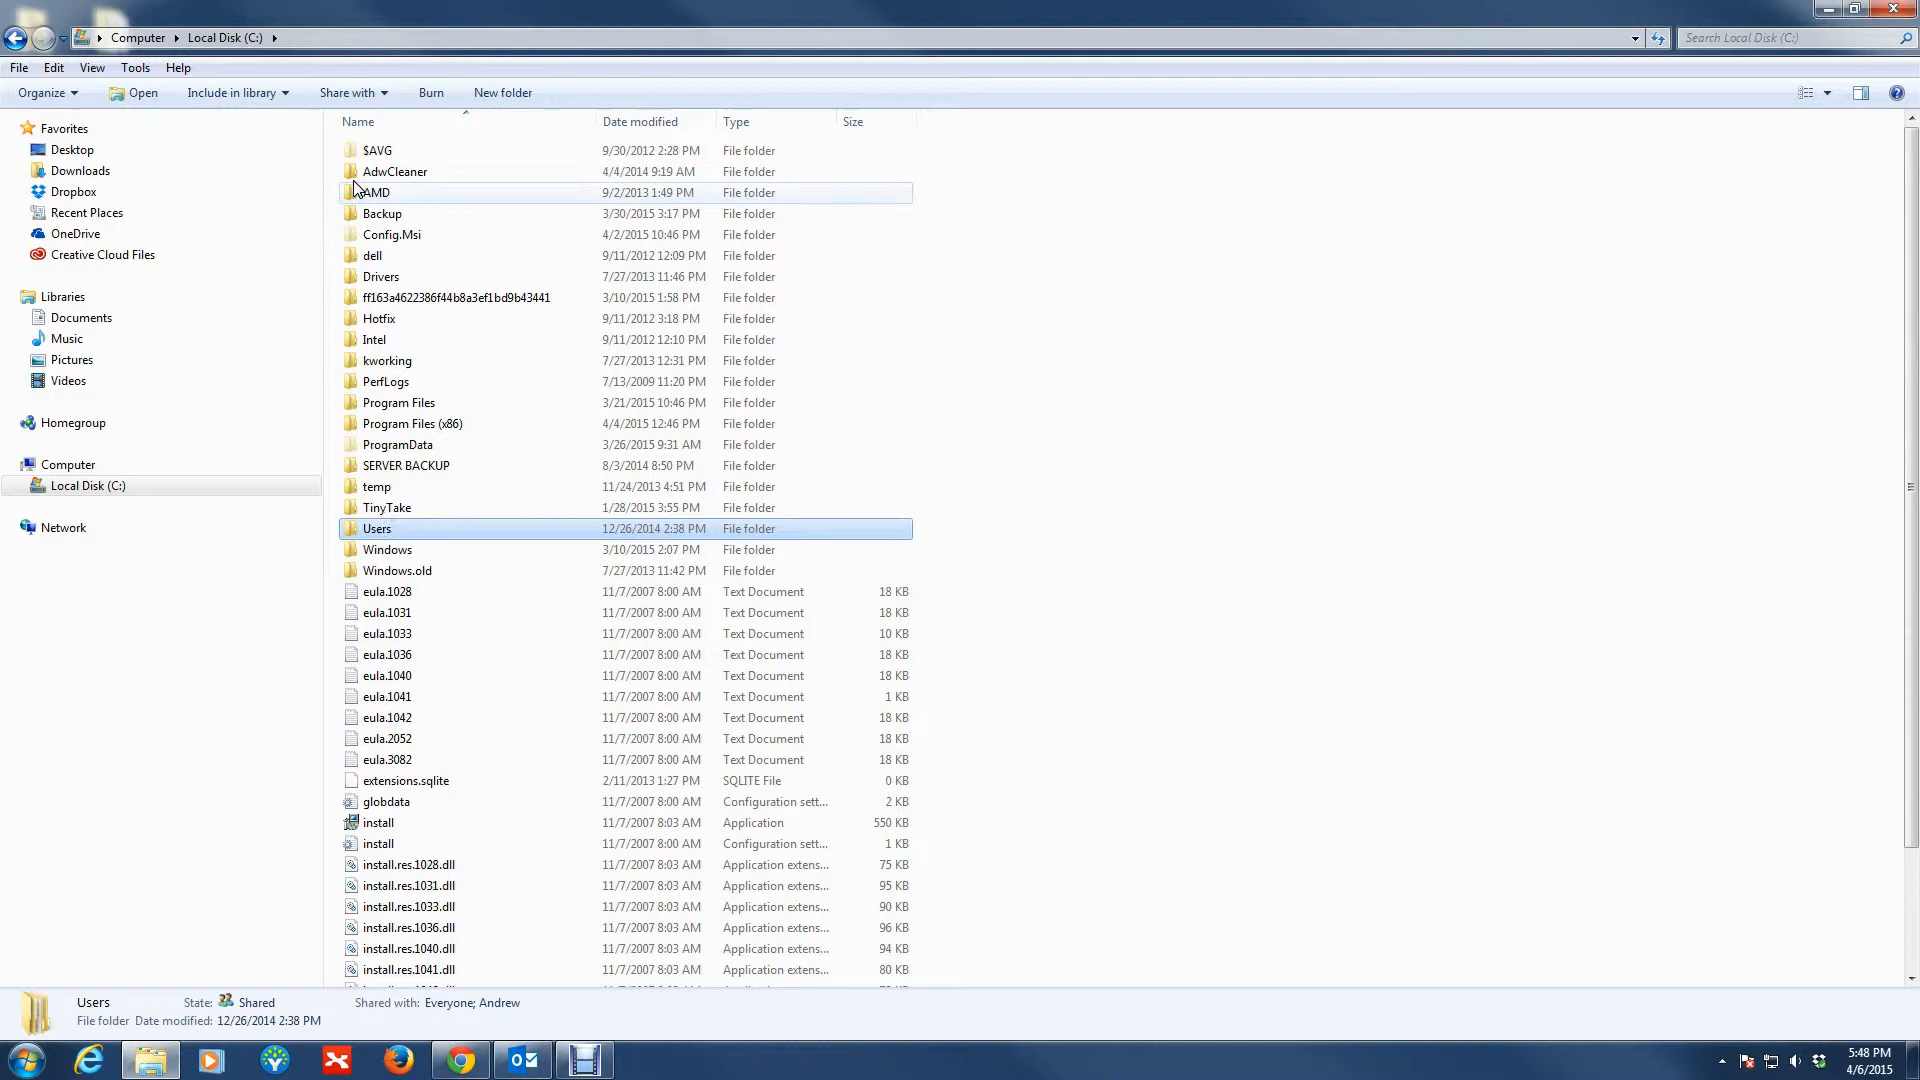 Computer Local Disk (C:)
Search Local Disk (C:)
File Edit View Tools Help
Organize Open Include in library Share with Burn New folder
Favorites
Desktop
Downloads
Dropbox
Recent Places
OneDrive
Creative Cloud Files
Libraries
Documents
Music
Pictures
Videos
Homegroup
Computer
Local Disk (C:)
Network
Name Date modified Type Size
$AVG 9/30/2012 2:28 PM File folder
AdwCleaner 4/4/2014 9:19 AM File folder
AMD 9/2/2013 1:49 PM File folder
Backup 3/30/2015 3:17 PM File folder
Config.Msi 4/2/2015 10:46 PM File folder
dell 9/11/2012 12:09 PM File folder
Drivers 7/27/2013 11:46 PM File folder
ff163a4622386f44b8a3ef1bd9b43441 3/10/2015 1:58 PM File folder
Hotfix 9/11/2012 3:18 PM File folder
Intel 9/11/2012 12:10 PM File folder
kworking 7/27/2013 12:31 PM File folder
PerfLogs 7/13/2009 11:20 PM File folder
Program Files 3/21/2015 10:46 PM File folder
Program Files (x86) 4/4/2015 12:46 PM File folder
ProgramData 3/26/2015 9:31 AM File folder
SERVER BACKUP 8/3/2014 8:50 PM File folder
temp 11/24/2013 4:51 PM File folder
TinyTake 1/28/2015 3:55 PM File folder
Users 12/26/2014 2:38 PM File folder
Windows 3/10/2015 2:07 PM File folder
Windows.old 7/27/2013 11:42 PM File folder
eula.1028 11/7/2007 8:00 AM Text Document 18 KB
eula.1031 11/7/2007 8:00 AM Text Document 18 KB
eula.1033 11/7/2007 8:00 AM Text Document 10 KB
eula.1036 11/7/2007 8:00 AM Text Document 18 KB
eula.1040 11/7/2007 8:00 AM Text Document 18 KB
eula.1041 11/7/2007 8:00 AM Text Document 1 KB
eula.1042 11/7/2007 8:00 AM Text Document 18 KB
eula.2052 11/7/2007 8:00 AM Text Document 18 KB
eula.3082 11/7/2007 8:00 AM Text Document 18 KB
extensions.sqlite 2/11/2013 1:27 PM SQLITE File 0 KB
globdata 11/7/2007 8:00 AM Configuration sett... 2 KB
install 11/7/2007 8:03 AM Application 550 KB
install 11/7/2007 8:00 AM Configuration sett... 1 KB
install.res.1028.dll 11/7/2007 8:03 AM Application extens... 75 KB
install.res.1031.dll 11/7/2007 8:03 AM Application extens... 95 KB
install.res.1033.dll 11/7/2007 8:03 AM Application extens... 90 KB
install.res.1036.dll 11/7/2007 8:03 AM Application extens... 96 KB
install.res.1040.dll 11/7/2007 8:03 AM Application extens... 94 KB
install.res.1041.dll 11/7/2007 8:03 AM Application extens... 80 KB
Users State: Shared Shared with: Everyone; Andrew
File folder Date modified: 12/26/2014 2:38 PM
5:48 PM
4/6/2015